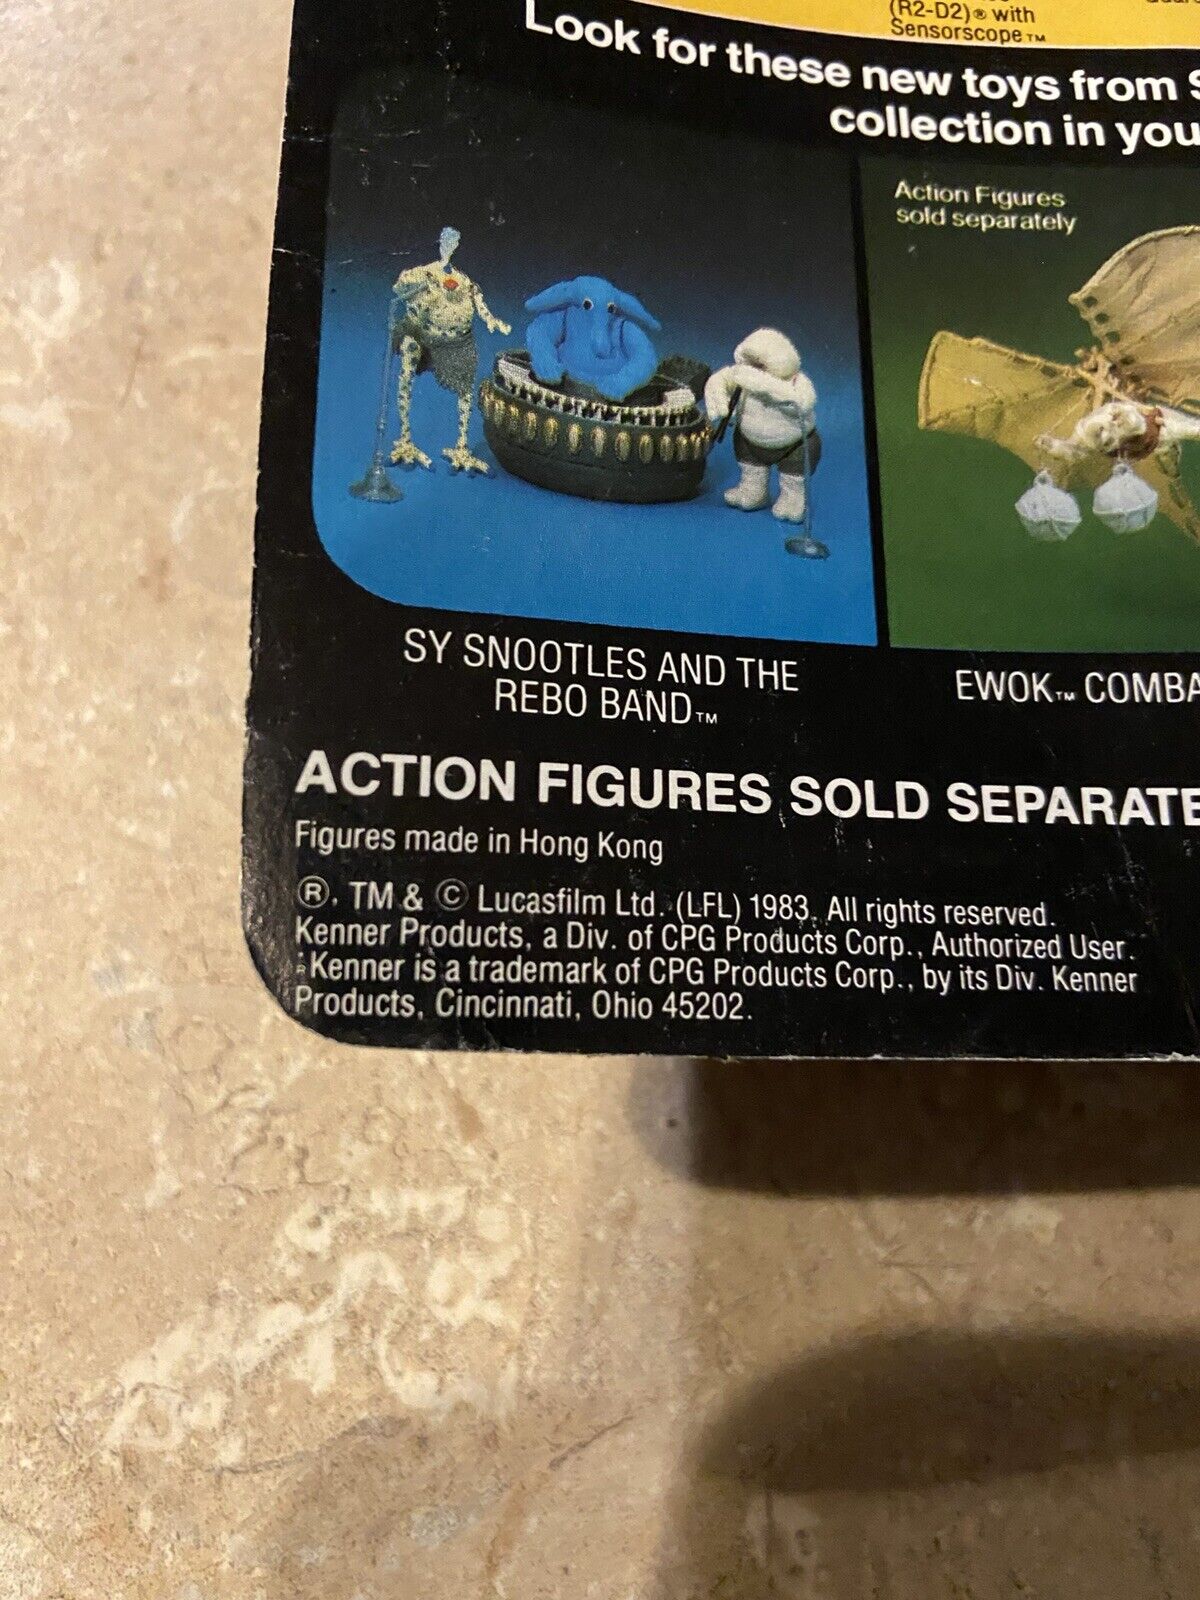 (R2-D2)® with
Sensorscope™
Look for these new toys from
collection in you
Action Figures
sold separately
SY SNOOTLES AND THE
REBO BAND™
EWOK™ COMBA
ACTION FIGURES SOLD SEPARATE
Figures made in Hong Kong
®, TM & © Lucasfilm Ltd. (LFL) 1983. All rights reserved.
Kenner Products, a Div. of CPG Products Corp., Authorized User.
®Kenner is a trademark of CPG Products Corp., by its Div. Kenner
Products, Cincinnati, Ohio 45202.